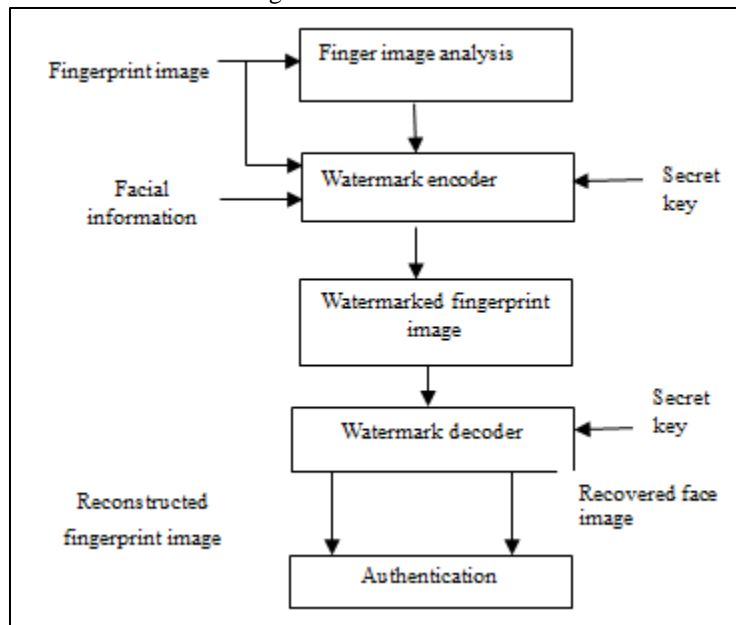 Finger image analysis
Fingerprint image
Watermark encoder
Facial
information
Secret
key
Watermarked fingerprint
image
Watermark decoder
Secret
key
Reconstructed
fingerprint image
Recovered face
image
Authentication